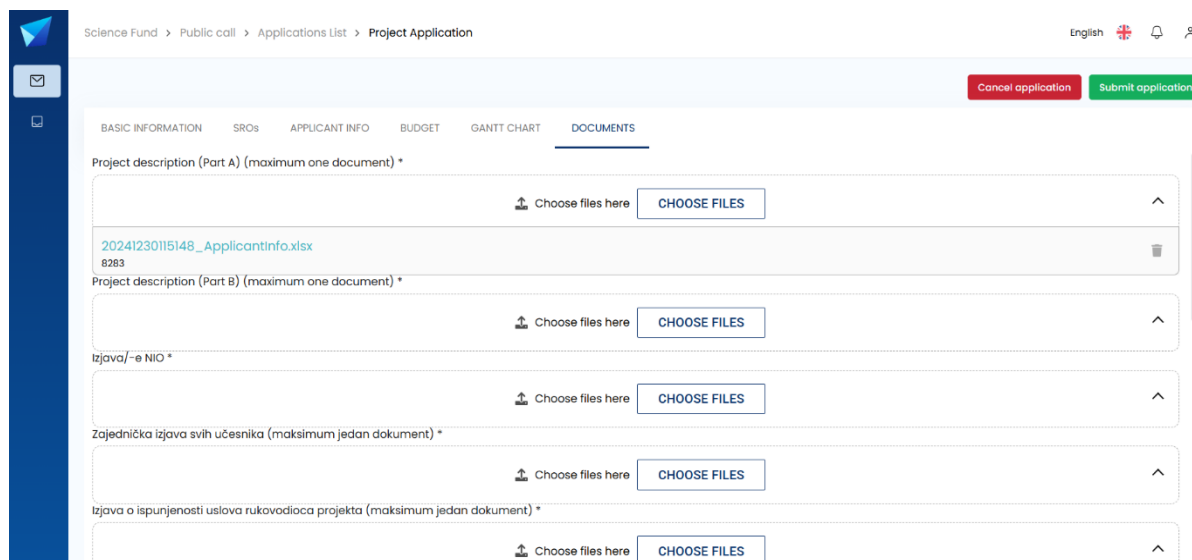 Science Fund > Public call > Applications List > Project Application English
Cancel application Submit application
BASIC INFORMATION SROs APPLICANT INFO BUDGET GANTT CHART DOCUMENTS
Project description (Part A) (maximum one document) *
Choose files here CHOOSE FILES
20241230115148_ApplicantInfo.xlsx
8283
Project description (Part B) (maximum one document) *
Choose files here CHOOSE FILES
Izjava/-e NIO *
Choose files here CHOOSE FILES
Zajednička izjava svih učesnika (maksimum jedan dokument) *
Choose files here CHOOSE FILES
Izjava o ispunjenosti uslova rukovodioca projekta (maksimum jedan dokument) *
Choose files here CHOOSE FILES